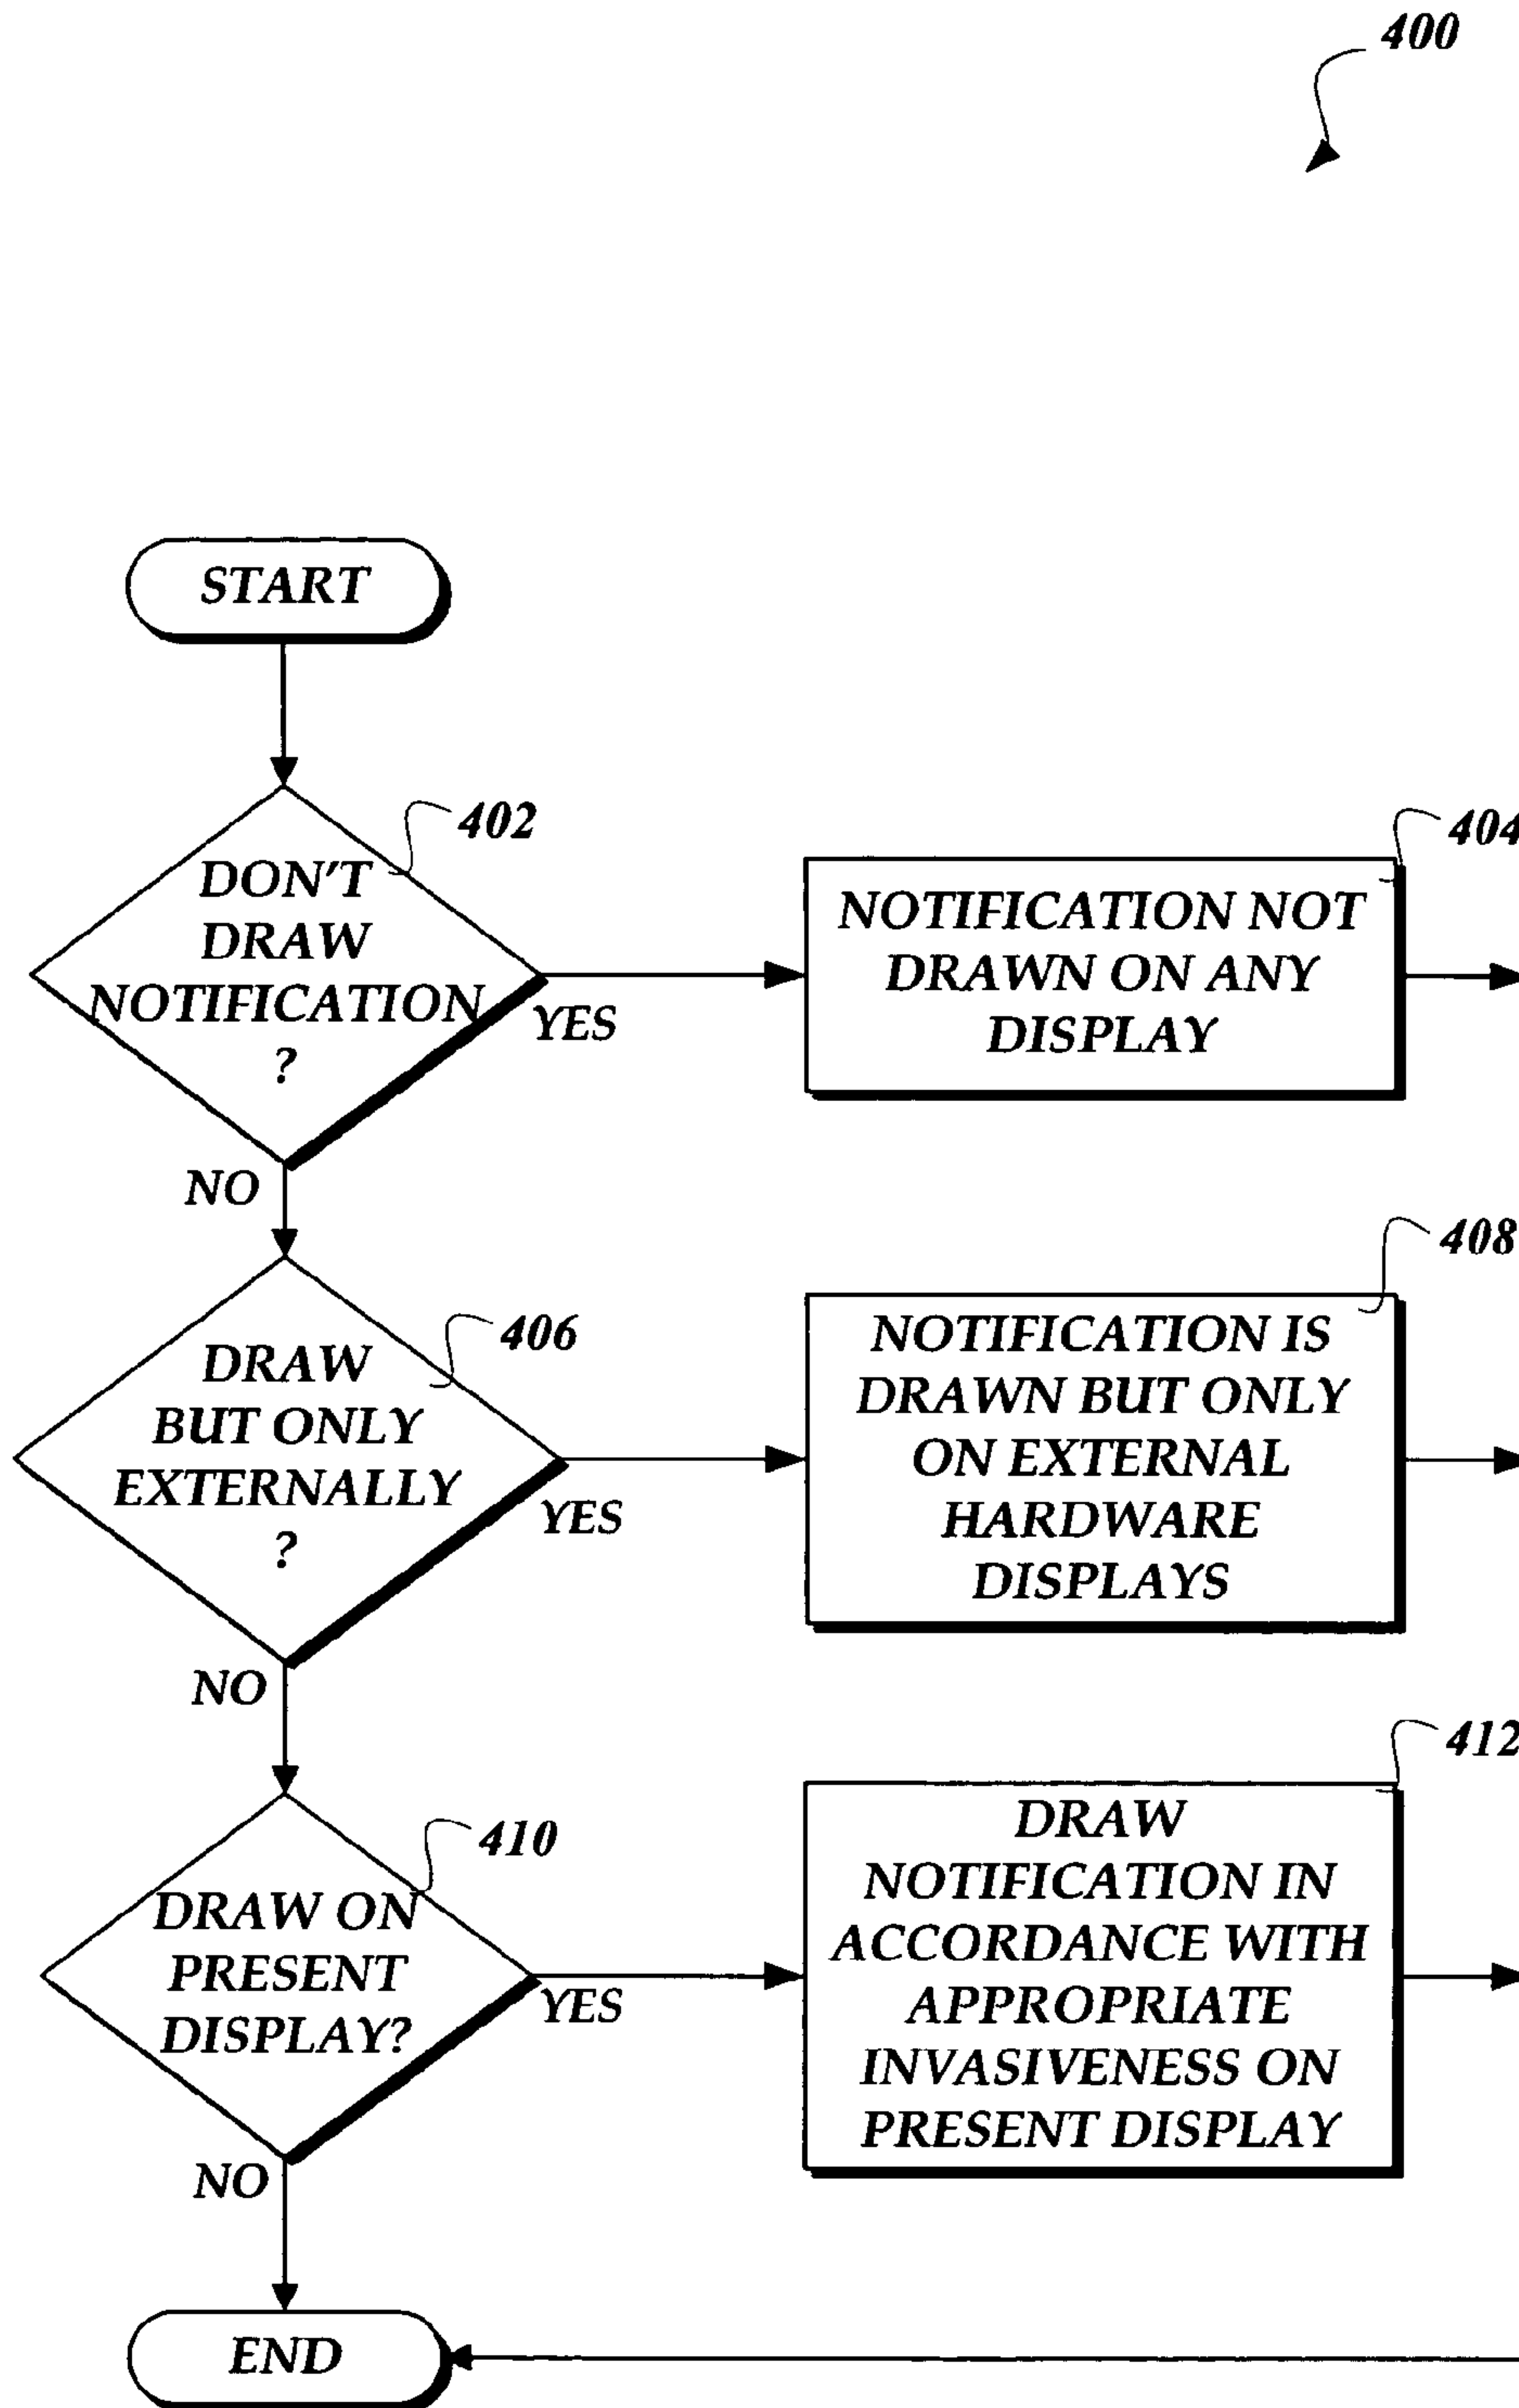 400
START
402
DON'T
DRAW
NOTIFICATION
?
YES
NO
404
NOTIFICATION NOT
DRAWN ON ANY
DISPLAY
406
DRAW
BUT ONLY
EXTERNALLY
?
YES
NO
408
NOTIFICATION IS
DRAWN BUT ONLY
ON EXTERNAL
HARDWARE
DISPLAYS
410
DRAW ON
PRESENT
DISPLAY?
YES
NO
412
DRAW
NOTIFICATION IN
ACCORDANCE WITH
APPROPRIATE
INVASIVENESS ON
PRESENT DISPLAY
END